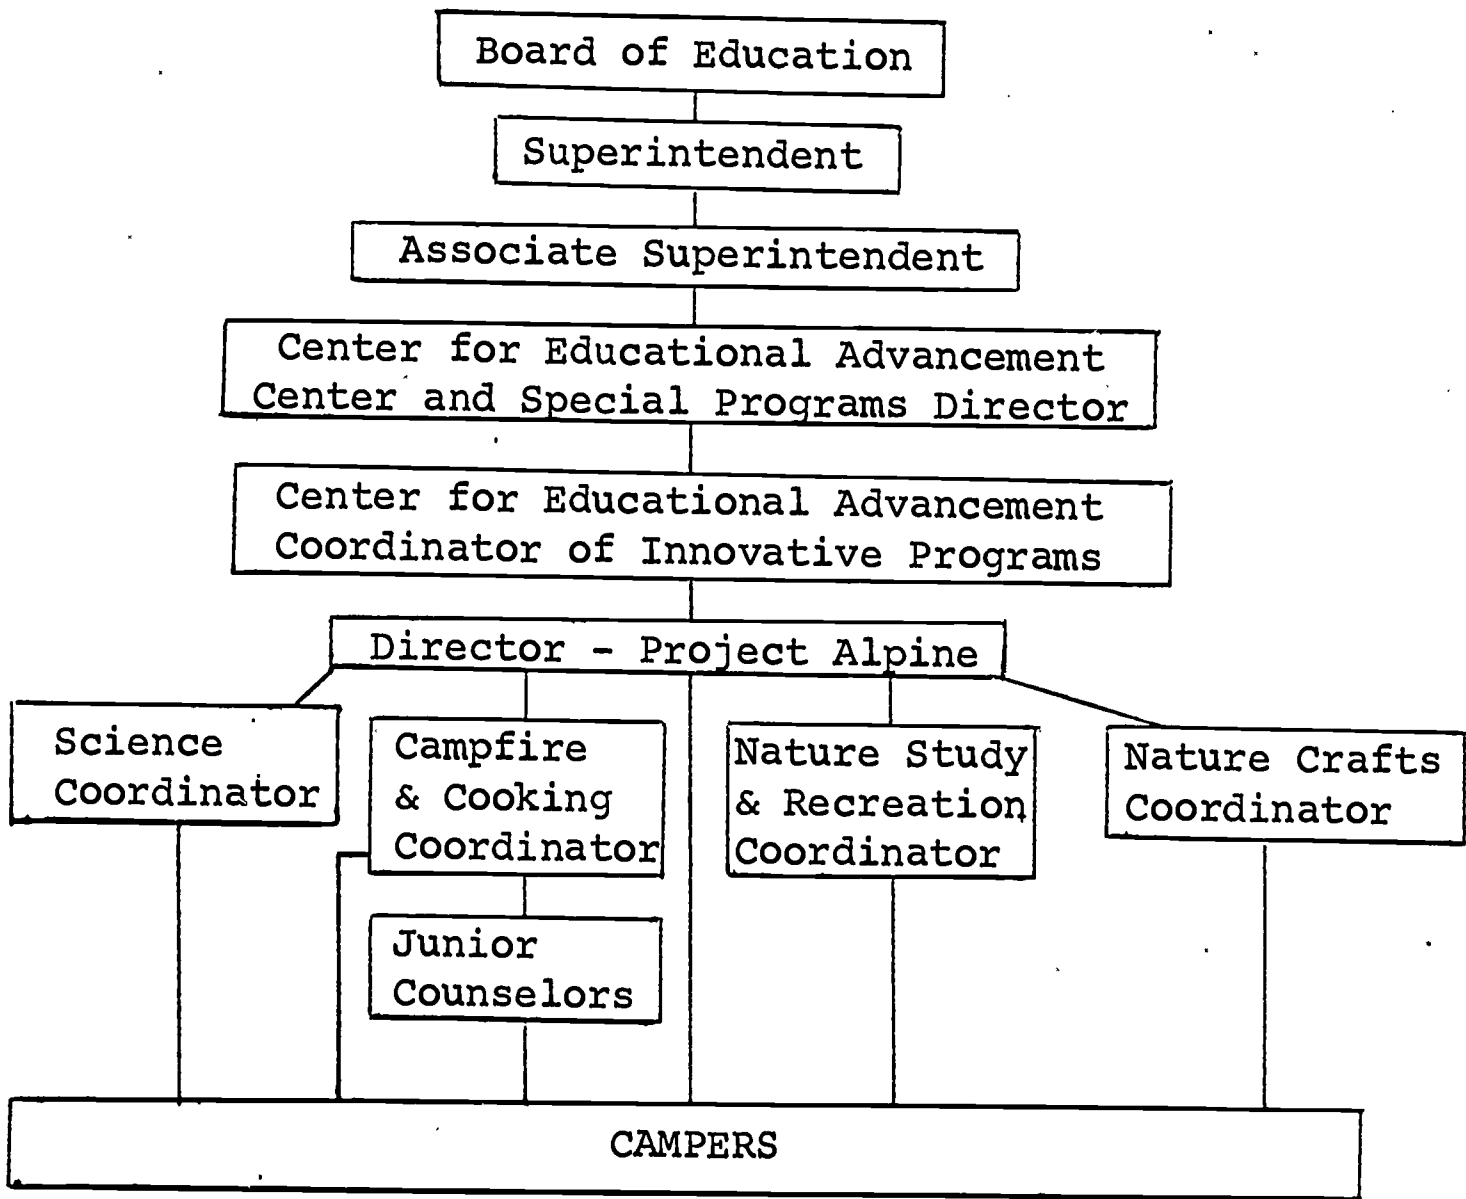 Board of Education
Superintendent
Associate Superintendent
Center for Educational Advancement
Center and Special Programs Director
Center for Educational Advancement
Coordinator of Innovative Programs
Director - Project Alpine
Science
Coordinator
Campfire
& Cooking
Coordinator
Nature Study
& Recreation
Coordinator
Nature Crafts
Coordinator
Junior
Counselors
CAMPERS